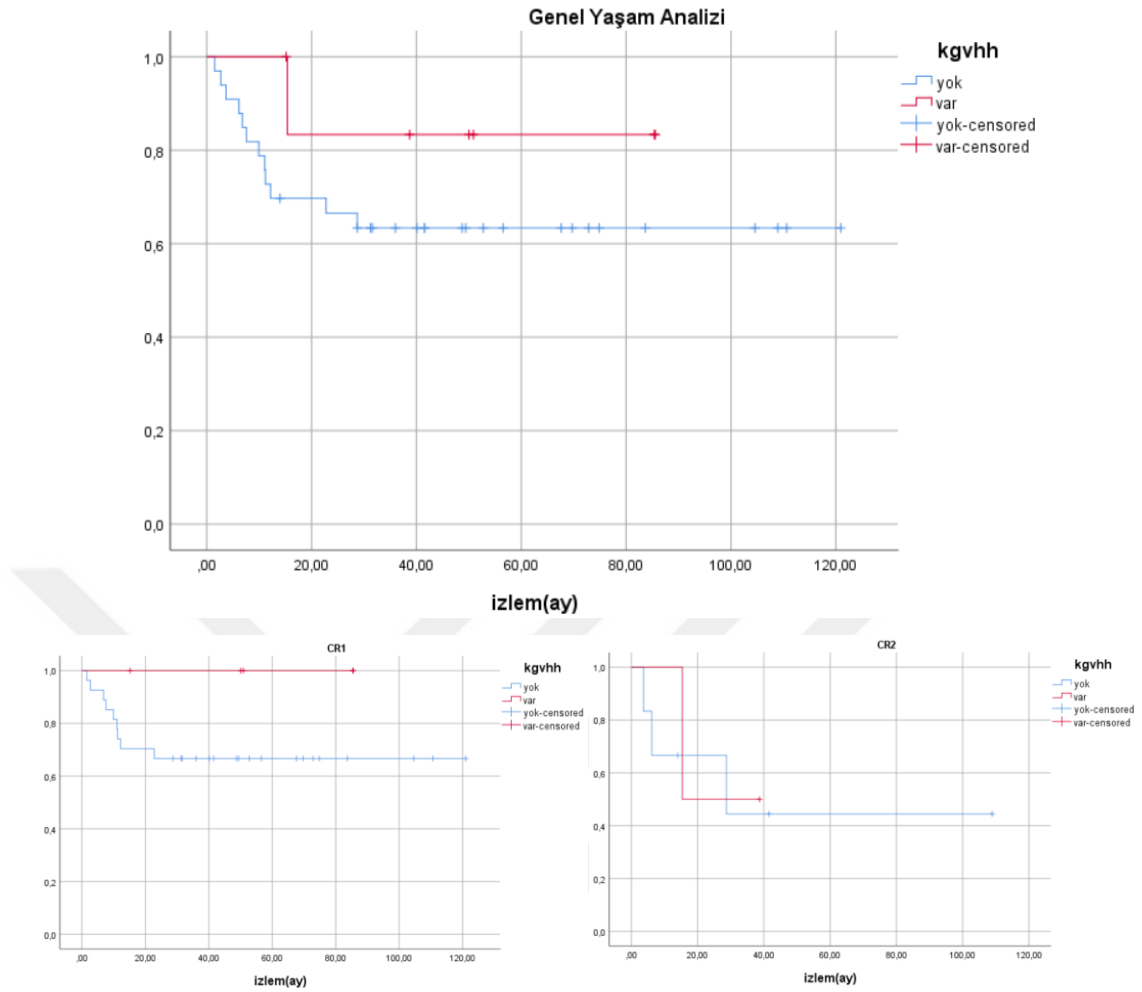 Genel Yaşam Analizi
kgvhh
yok
var
yok-censored
var-censored
1,0
0,8
0,6
0,4
0,2
0,0
,00 20,00 40,00 60,00 80,00 100,00 120,00
izlem(ay)
CR1
kgvhh
yok
var
yok-censored
var-censored
1,0
0,8
0,6
0,4
0,2
0,0
,00 20,00 40,00 60,00 80,00 100,00 120,00
izlem(ay)
CR2
kgvhh
yok
var
yok-censored
var-censored
1,0
0,8
0,6
0,4
0,2
0,0
,00 20,00 40,00 60,00 80,00 100,00 120,00
izlem(ay)